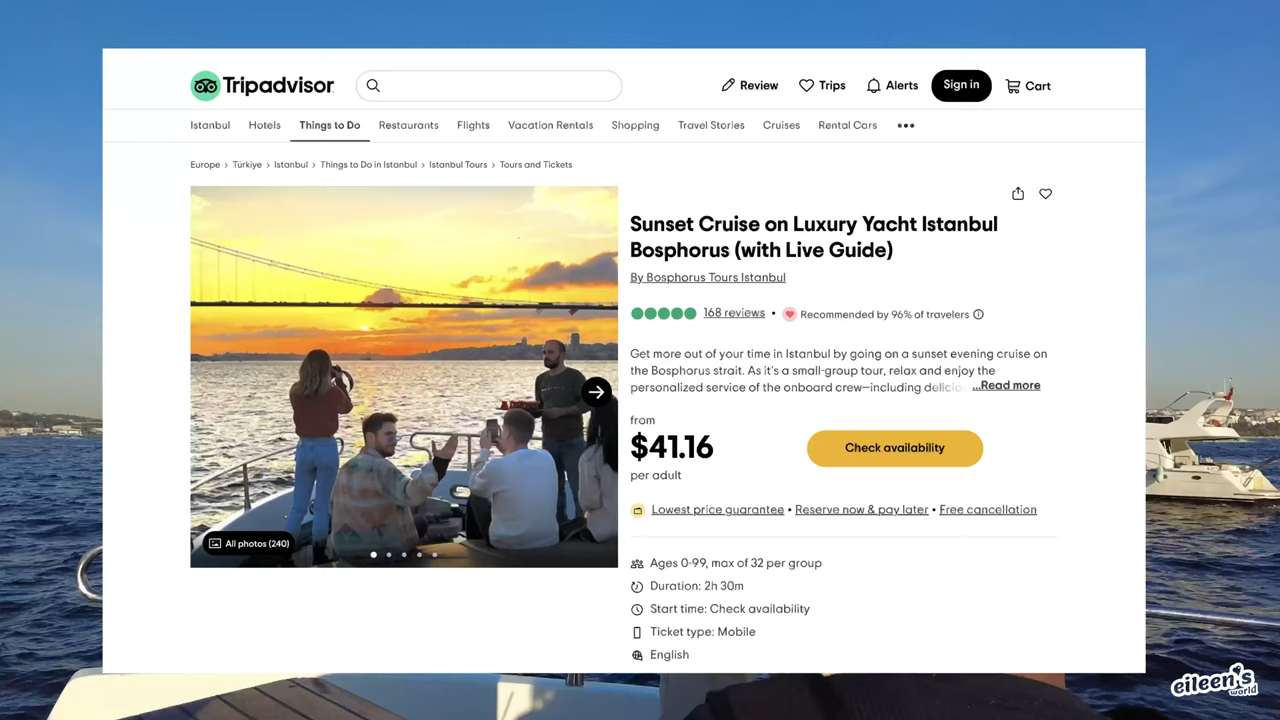 Tripadvisor
Review
Trips
Alerts
Sign in
Cart
Istanbul
Hotels
Things to Do
Restaurants
Flights
Vacation Rentals
Shopping
Travel Stories
Cruises
Rental Cars
•••
Europe > Türkiye > Istanbul > Things to Do in Istanbul > Istanbul Tours > Tours and Tickets
Sunset Cruise on Luxury Yacht Istanbul
Bosphorus (with Live Guide)
By Bosphorus Tours Istanbul
168 reviews • Recommended by 96% of travelers
Get more out of your time in Istanbul by going on a sunset evening cruise on
the Bosphorus strait. As it's a small-group tour, relax and enjoy the
personalized service of the onboard crew—including delicio ...Read more
from
$41.16
per adult
Check availability
Lowest price guarantee • Reserve now & pay later • Free cancellation
All photos (240)
Ages 0-99, max of 32 per group
Duration: 2h 30m
Start time: Check availability
Ticket type: Mobile
English
eileen's
world